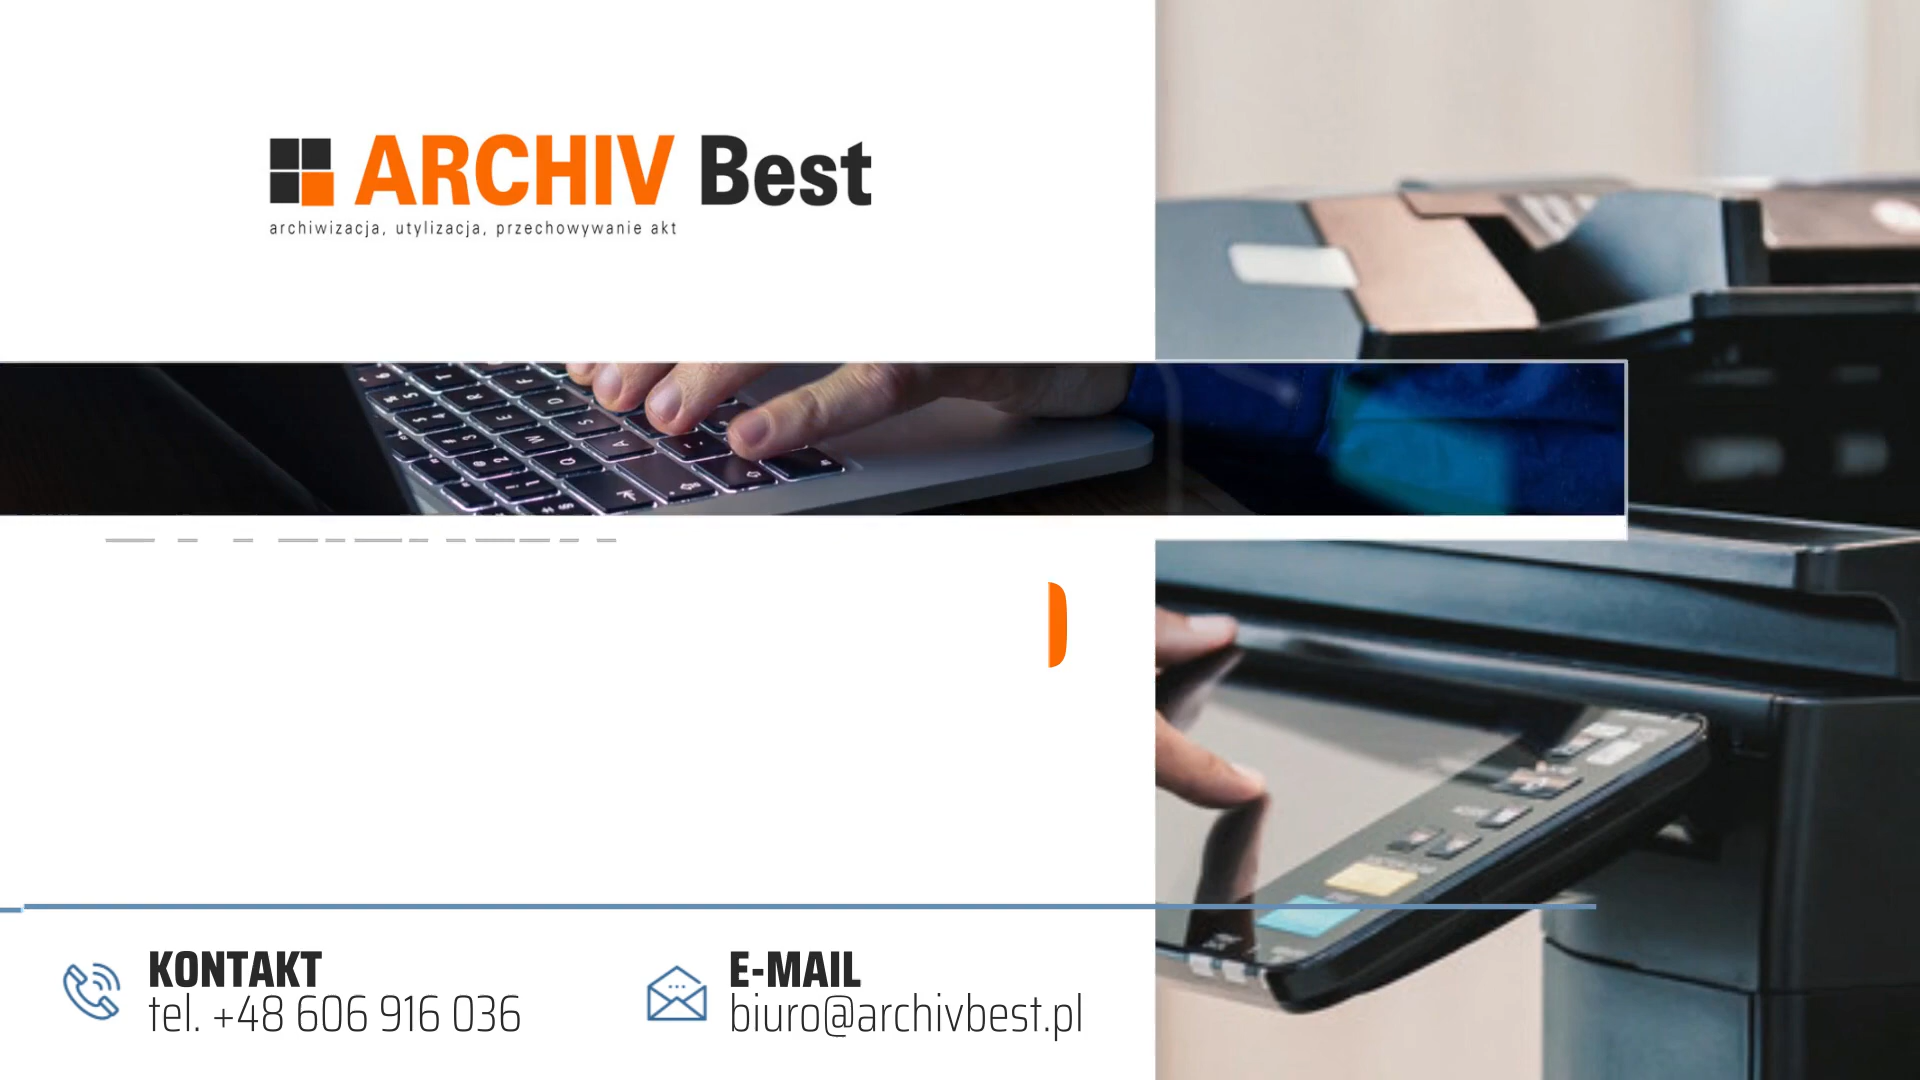 ARCHIV Best
archiwizacja, utylizacja, przechowywanie akt
KONTAKT
tel. +48 606 916 036
E-MAIL
biuro@archivbest.pl